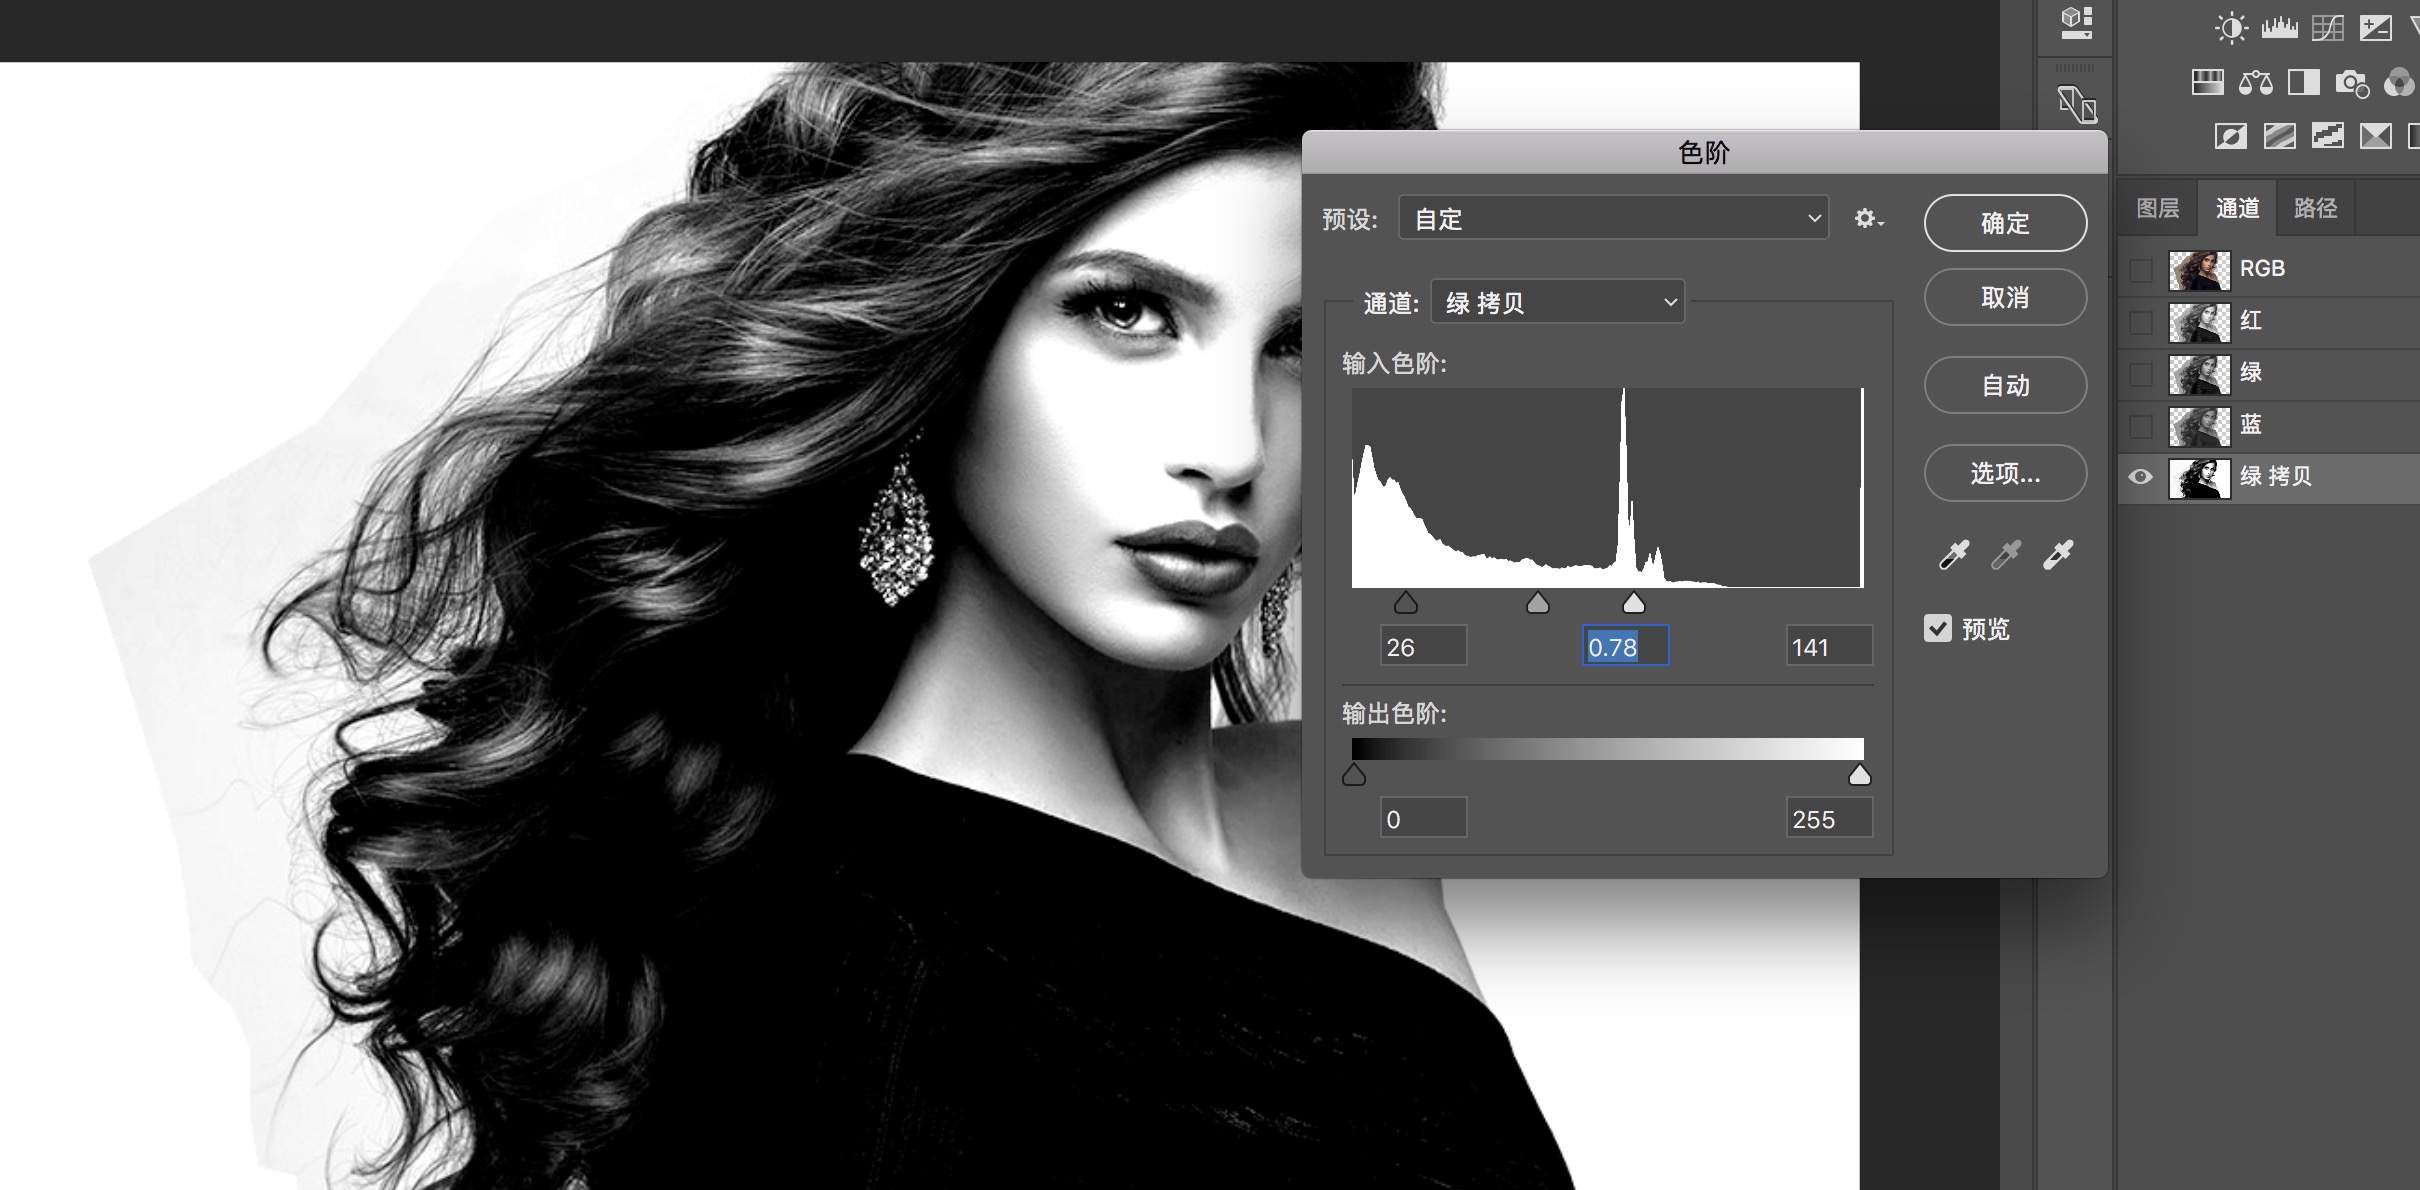 色阶
预设: 自定
确定
取消
自动
选项...
通道: 绿 拷贝
输入色阶:
26
0.78
141
预览
输出色阶:
0
255
图层 通道 路径
RGB
红
绿
蓝
绿 拷贝